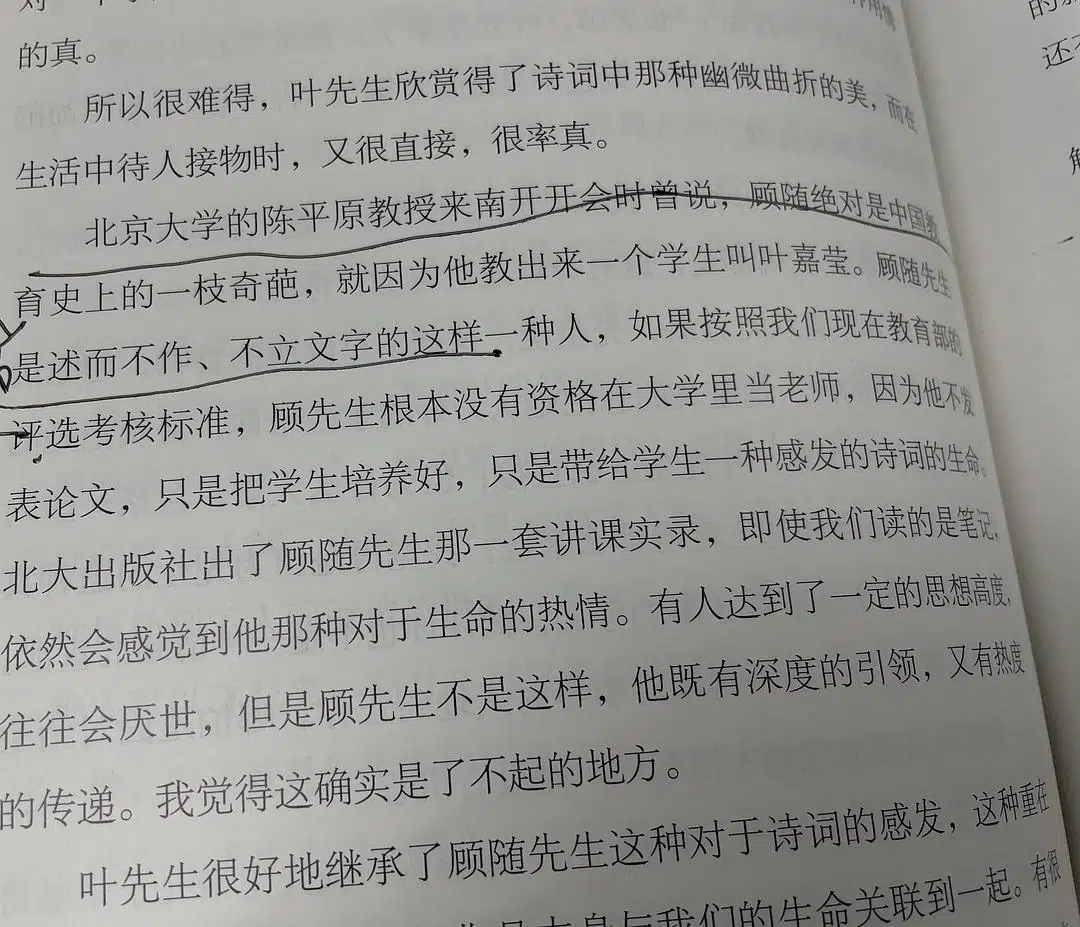 的真。
所以很难得，叶先生欣赏得了诗词中那种幽微曲折的美，而在
生活中待人接物时，又很直接，很率真。
北京大学的陈平原教授来南开开会时曾说，顾随绝对是中国教
育史上的一枝奇葩，就因为他教出来一个学生叫叶嘉莹。顾随先生
是述而不作、不立文字的这样一种人，如果按照我们现在教育部的
评选考核标准，顾先生根本没有资格在大学里当老师，因为他不发
表论文，只是把学生培养好，只是带给学生一种感发的诗词的生命。
北大出版社出了顾随先生那一套讲课实录，即使我们读的是笔记，
依然会感觉到他那种对于生命的热情。有人达到了一定的思想高度，
往往会厌世，但是顾先生不是这样，他既有深度的引领，又有热度
的传递。我觉得这确实是了不起的地方。
叶先生很好地继承了顾随先生这种对于诗词的感发，这种重在
与我们的生命关联到一起。有很
的
还